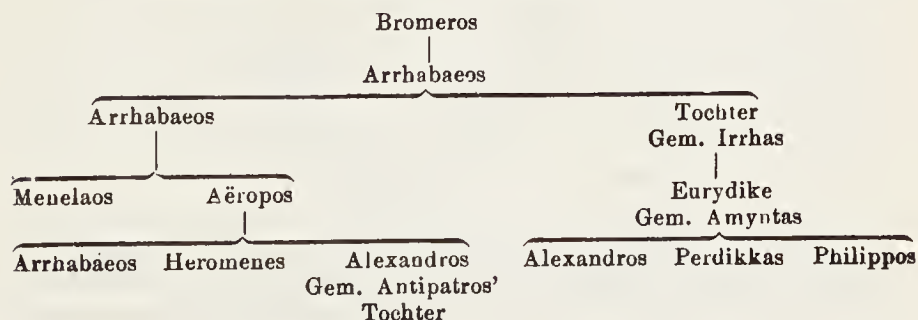 Bromeros
Arrhabaeos
Arrhabaeos
Tochter
Gem. Irrhas
Menelaos
Aëropos
Eurydike
Gem. Amyntas
Arrhabaeos
Heromenes
Alexandros
Gem. Antipatros'
Tochter
Alexandros
Perdikkas
Philippos